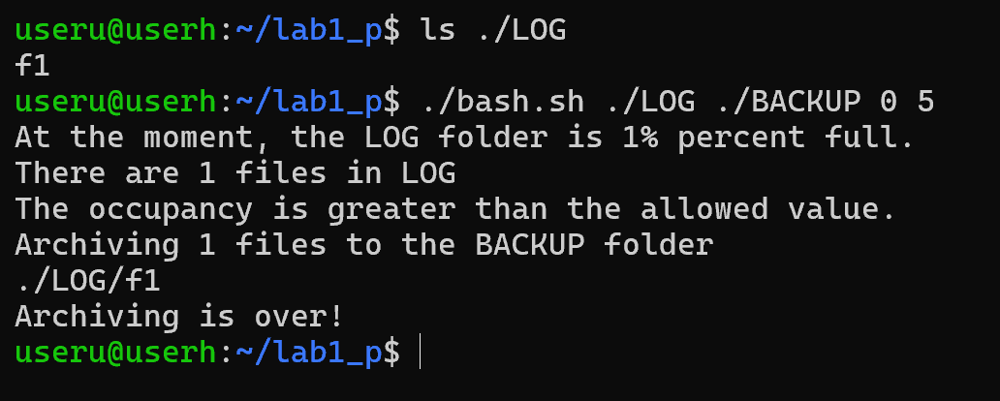 useru@userh:~/lab1_p$ ls ./LOG
f1
useru@userh:~/lab1_p$ ./bash.sh ./LOG ./BACKUP 0 5
At the moment, the LOG folder is 1% percent full.
There are 1 files in LOG
The occupancy is greater than the allowed value.
Archiving 1 files to the BACKUP folder
./LOG/f1
Archiving is over!
useru@userh:~/lab1_p$